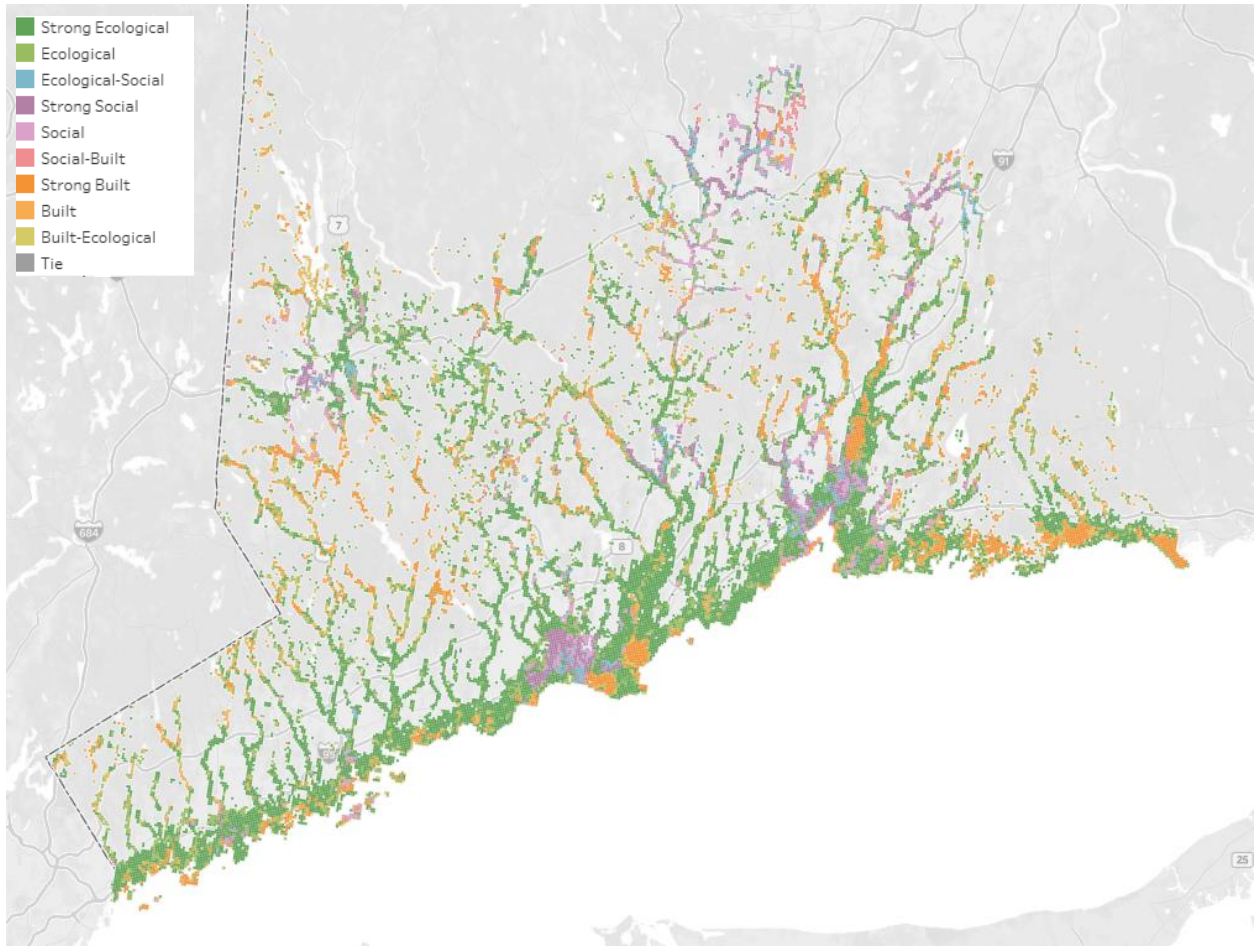 Strong Ecological
Ecological
Ecological-Social
Strong Social
Social
Social-Built
Strong Built
Built
Built-Ecological
Tie
91
7
684
8
95
25